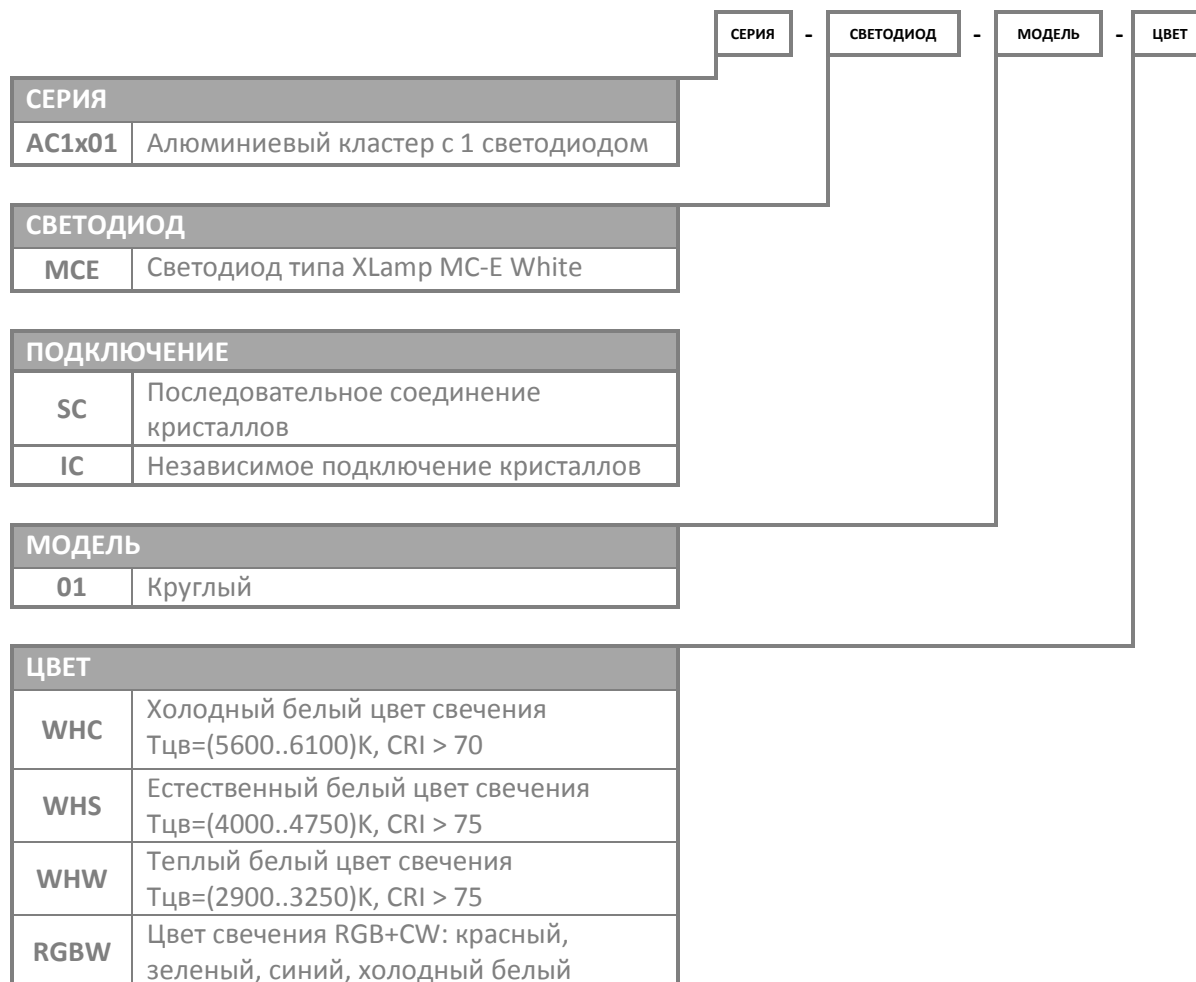 СЕРИЯ - СВЕТОДИОД - МОДЕЛЬ - ЦВЕТ
СЕРИЯ
AC1x01 Алюминиевый кластер с 1 светодиодом
СВЕТОДИОД
MCE Светодиод типа XLamp MC-E White
ПОДКЛЮЧЕНИЕ
SC Последовательное соединение
кристаллов
IC Независимое подключение кристаллов
МОДЕЛЬ
01 Круглый
ЦВЕТ
WHC Холодный белый цвет свечения
Тцв=(5600..6100)K, CRI > 70
WHS Естественный белый цвет свечения
Тцв=(4000..4750)K, CRI > 75
WHW Теплый белый цвет свечения
Тцв=(2900..3250)K, CRI > 75
RGBW Цвет свечения RGB+CW: красный,
зеленый, синий, холодный белый